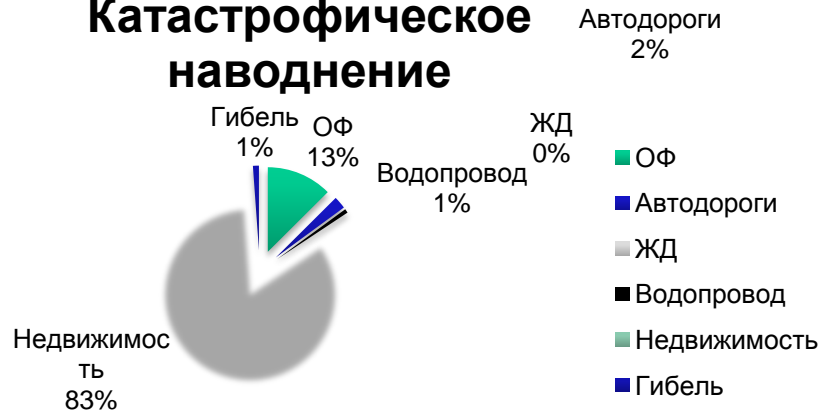 Катастрофическое
наводнение
Автодороги
2%
Гибель
1%
ОФ
13%
ЖД
0%
Водопровод
1%
Недвижимос
ть
83%
ОФ
Автодороги
ЖД
Водопровод
Недвижимость
Гибель